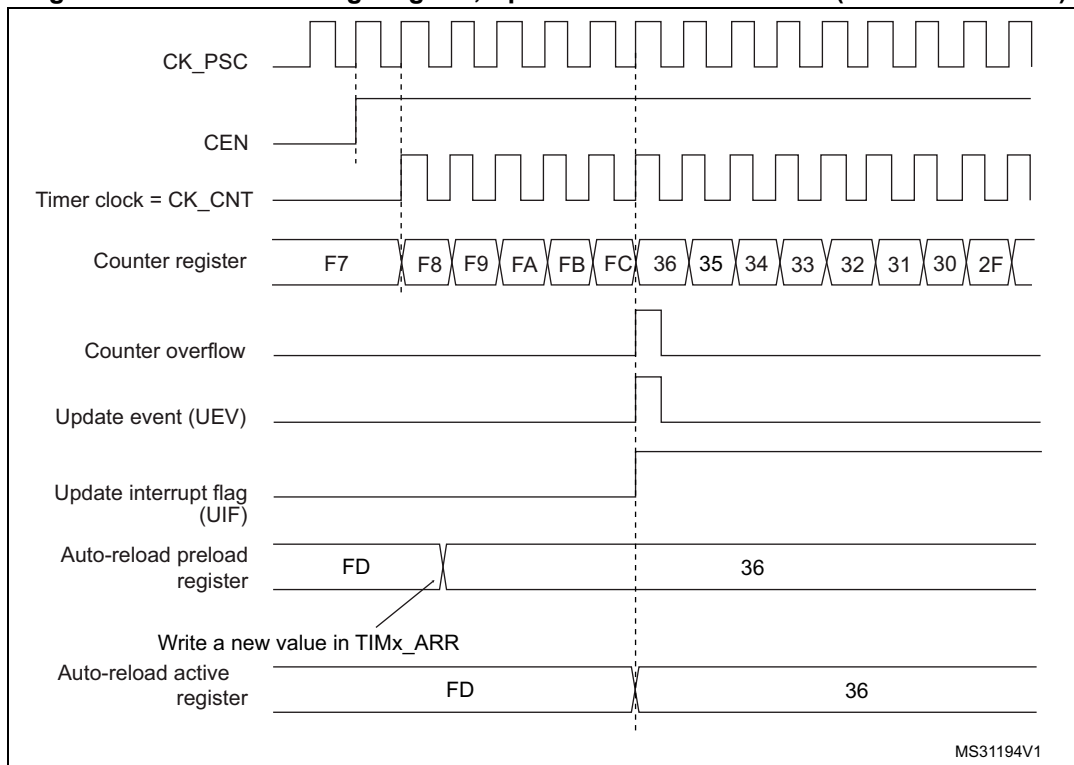 CK_PSC
CEN
Timer clock = CK_CNT
Counter register
F7 F8 F9 FA FB FC 36 35 34 33 32 31 30 2F
Counter overflow
Update event (UEV)
Update interrupt flag
(UIF)
Auto-reload preload
register
FD 36
Write a new value in TIMx_ARR
Auto-reload active
register
FD 36
MS31194V1